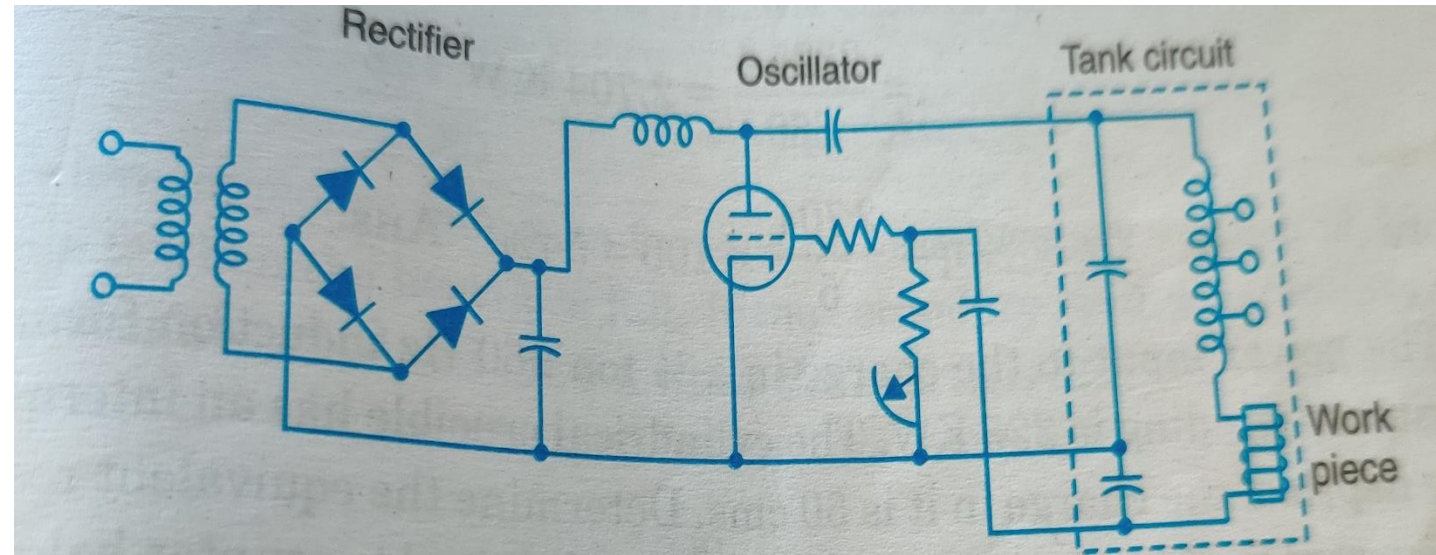 Rectifier
Oscillator
Tank circuit
Work
piece